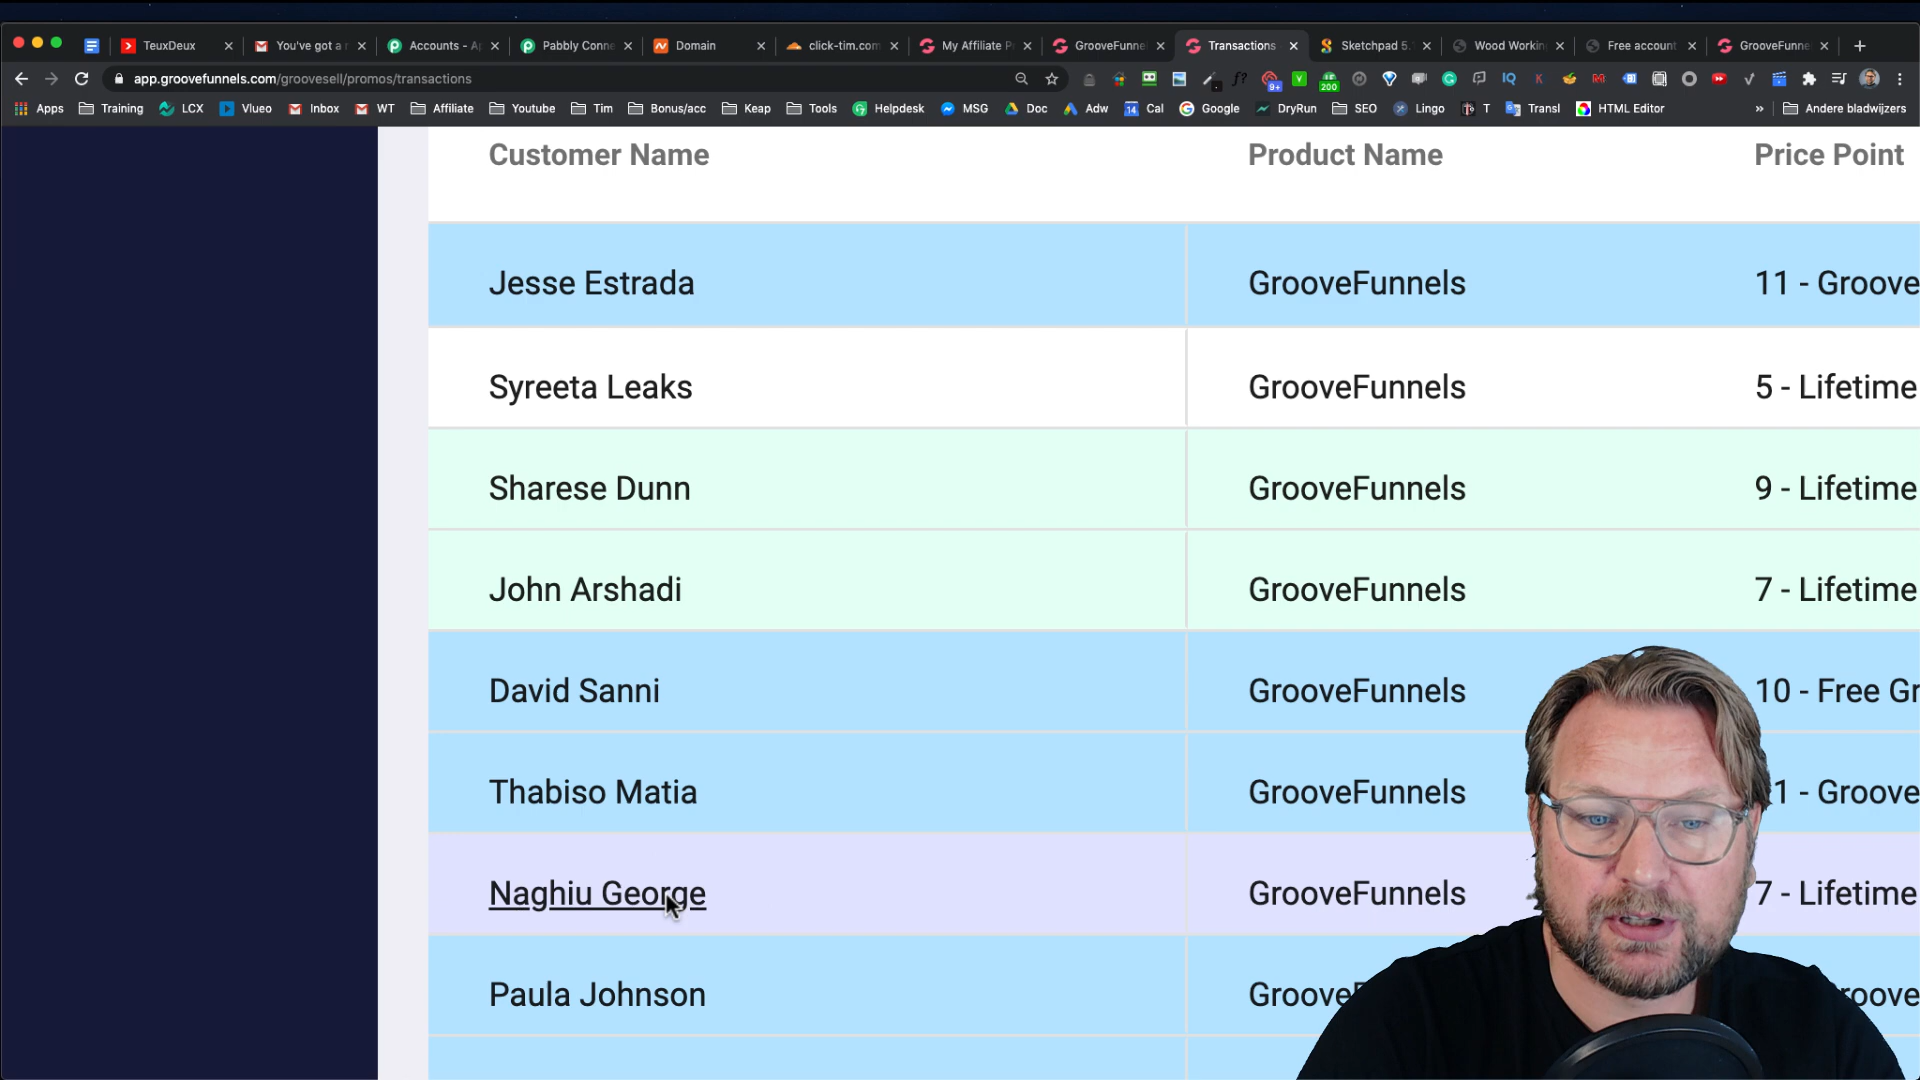 TeuxDeux
You've got a
Accounts - A
Pabbly Conne
Domain
click-tim.com
My Affiliate P
GrooveFunne
Transactions
Sketchpad 5.
Wood Workin
Free account
GrooveFunne
app.groovefunnels.com/groovesell/promos/transactions
9+
200
Apps
Training
LCX
Vlueo
Inbox
WT
Affiliate
Youtube
Tim
Bonus/acc
Keap
Tools
Helpdesk
MSG
Doc
Adw
14 Cal
Google
DryRun
SEO
Lingo
T
Transl
HTML Editor
»
Andere bladwijzers
Customer Name Product Name Price Point
Jesse Estrada GrooveFunnels 11 - Groove
Syreeta Leaks GrooveFunnels 5 - Lifetime
Sharese Dunn GrooveFunnels 9 - Lifetime
John Arshadi GrooveFunnels 7 - Lifetime
David Sanni GrooveFunnels 10 - Free Gr
Thabiso Matia GrooveFunnels 1 - Groove
Naghiu George GrooveFunnels 7 - Lifetime
Paula Johnson Groove roove